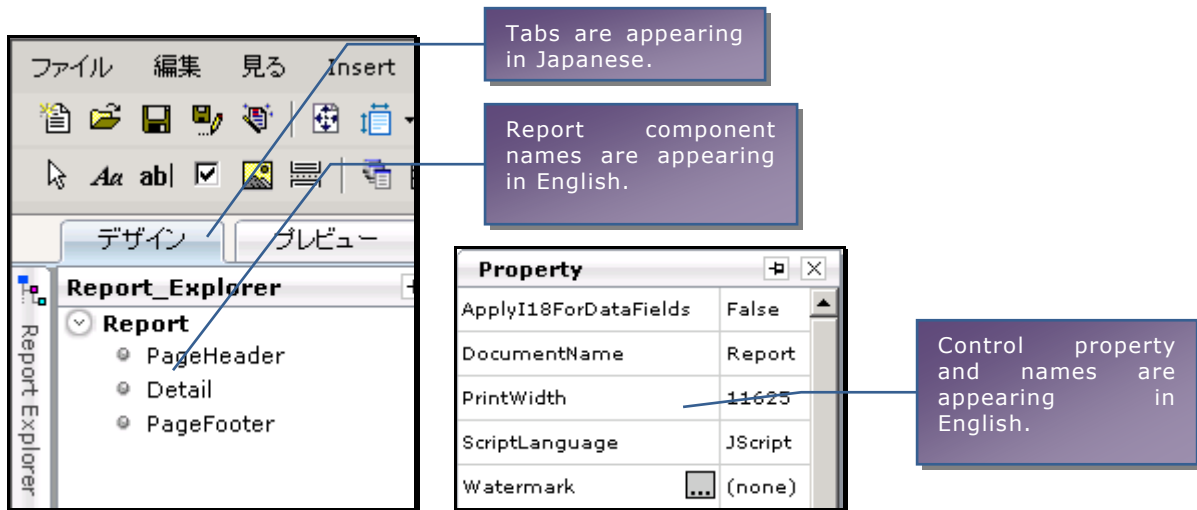 Tabs are appearing
in Japanese.
ファイル 編集 見る Insert
Report component
names are appearing
in English.
Aa ab|
デザイン プレビュー
Report_Explorer
Report
PageHeader
Detail
PageFooter
Report Explorer
Property
ApplyI18ForDataFields False
DocumentName Report
PrintWidth 11625
ScriptLanguage JScript
Watermark ... (none)
Control property
and names are
appearing in
English.